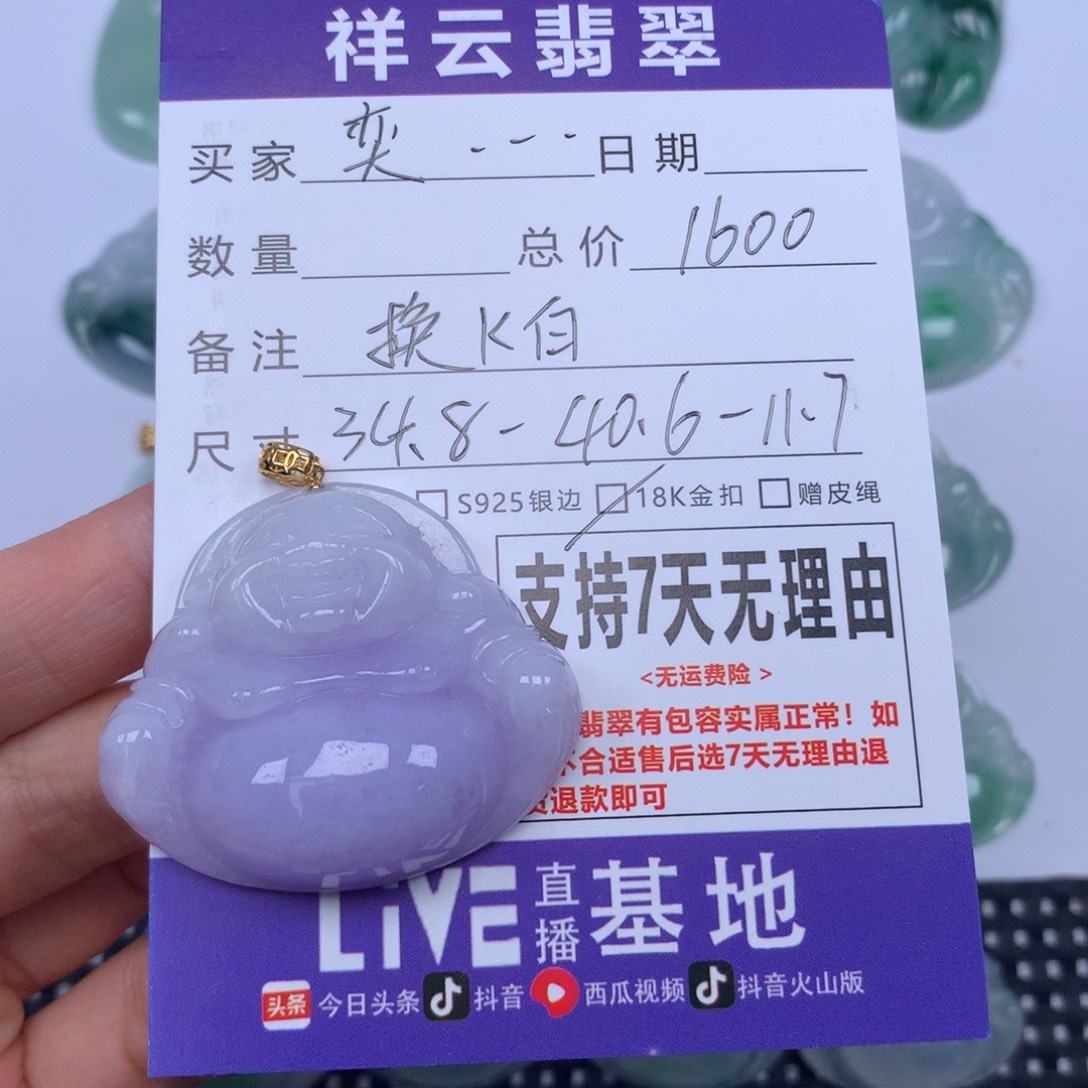 祥云翡翠
买家 奕 --- 日期
数量 总价 1600
备注 换K白
尺寸 34.8-40.6-11.7
S925银边 18K金扣 赠皮绳
支持7天无理由
<无运费险>
翡翠有包容实属正常！如
不合适售后选7天无理由退
货退款即可
LiVE 直播 基地
头条 今日头条 抖音 西瓜视频 抖音火山版